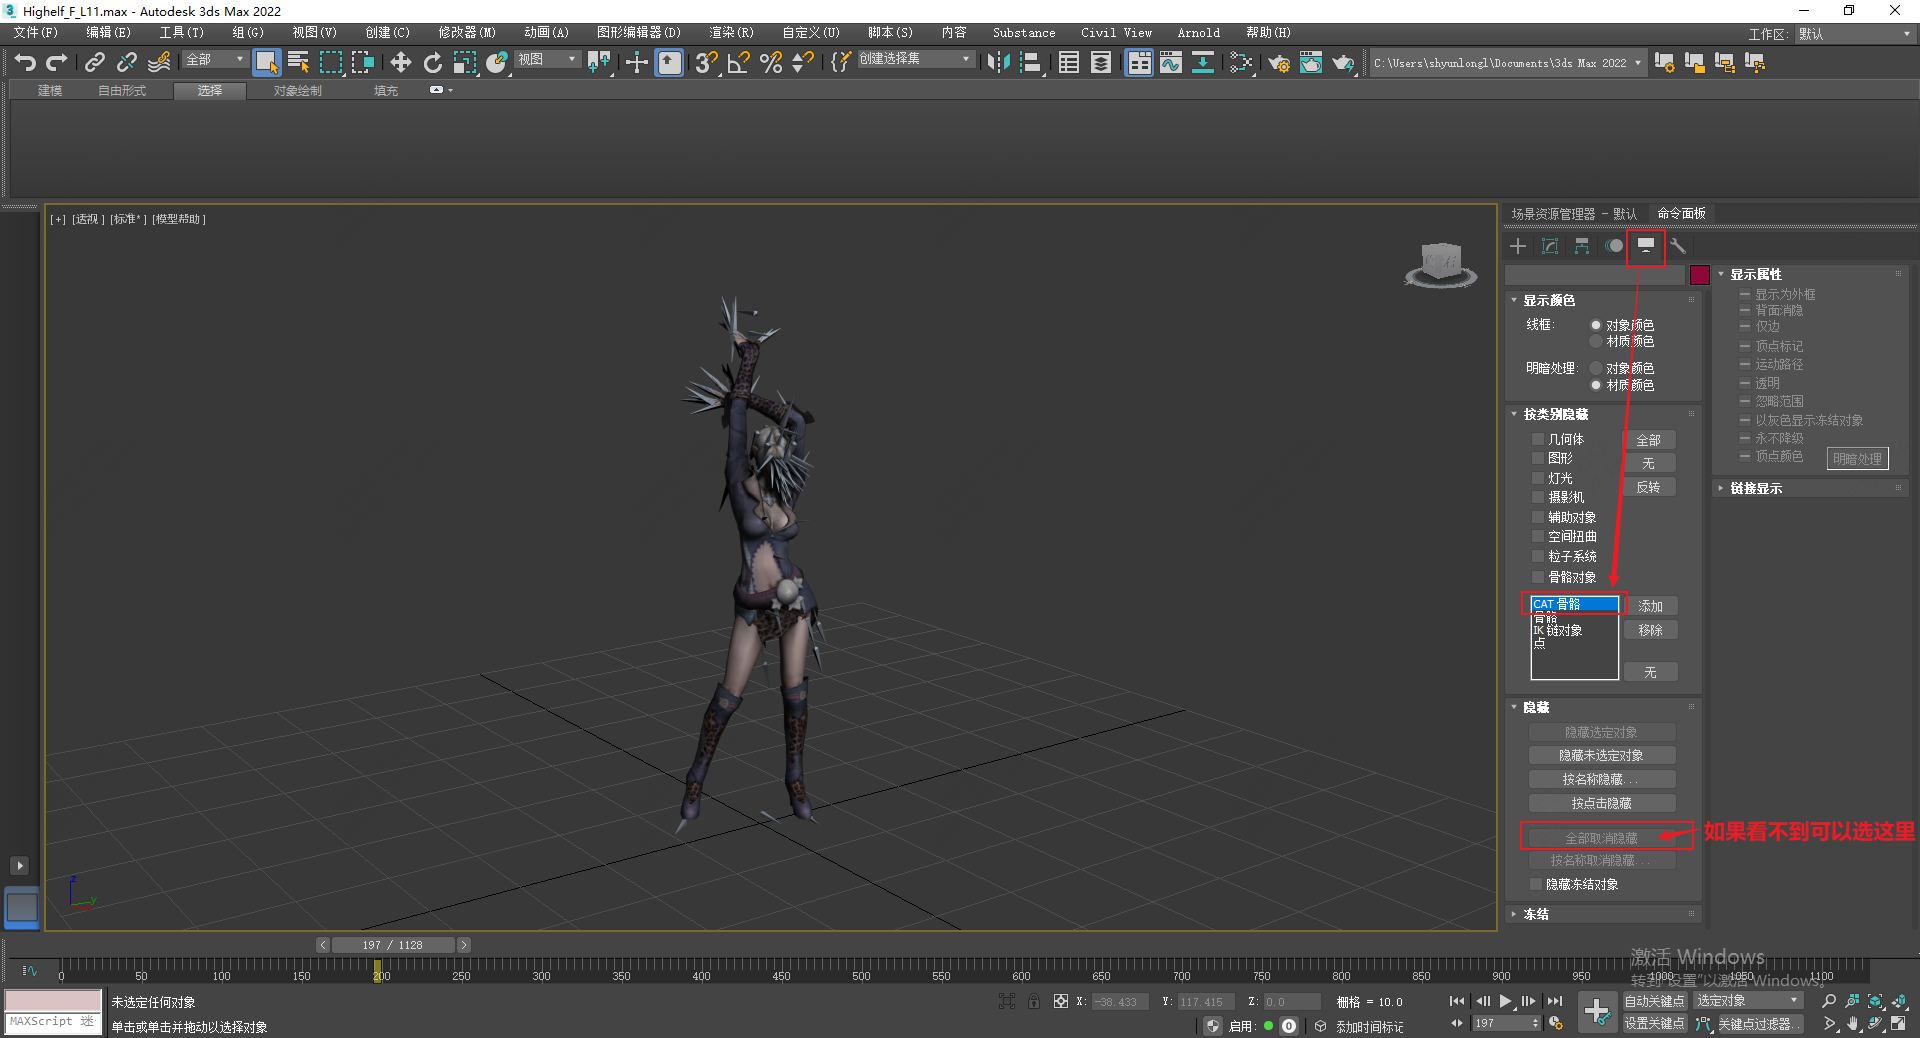 Highelf_F_L11.max - Autodesk 3ds Max 2022
文件(F) 编辑(E) 工具(T) 组(G) 视图(V) 创建(C) 修改器(M) 动画(A) 图形编辑器(D) 渲染(R) 自定义(U) 脚本(S) 内容 Substance Civil View Arnold 帮助(H)
工作区: 默认
全部 视图 创建选择集 C:\Users\shyunlongl\Documents\3ds Max 2022
建模 自由形式 选择 对象绘制 填充
[+] [透视] [标准*] [模型帮助]
场景资源管理器 - 默认 命令面板
显示颜色
线框: 对象颜色
材质颜色
明暗处理: 对象颜色
材质颜色
按类别隐藏
几何体 全部
图形 无
灯光 反转
摄影机
辅助对象
空间扭曲
粒子系统
骨骼对象
CAT 骨骼 添加
骨骼
IK 链对象 移除
点
无
隐藏
隐藏选定对象
隐藏未选定对象
按名称隐藏...
按点击隐藏
全部取消隐藏
如果看不到可以选这里
按名称取消隐藏...
隐藏冻结对象
冻结
显示属性
显示为外框
背面消隐
仅边
顶点标记
运动路径
透明
忽略范围
以灰色显示冻结对象
永不降级
顶点颜色 明暗处理
链接显示
z
y
197 / 1128
0 50 100 150 200 250 300 350 400 450 500 550 600 650 700 750 800 850 900 950 1000 1050 1100
激活 Windows
转到"设置"以激活 Windows。
未选定任何对象
MAXScript 迷
单击或单击并拖动以选择对象
X: -38.433 Y: 117.415 Z: 0.0 栅格 = 10.0
启用: 0 添加时间标记
197
自动关键点 选定对象
设置关键点 关键点过滤器...